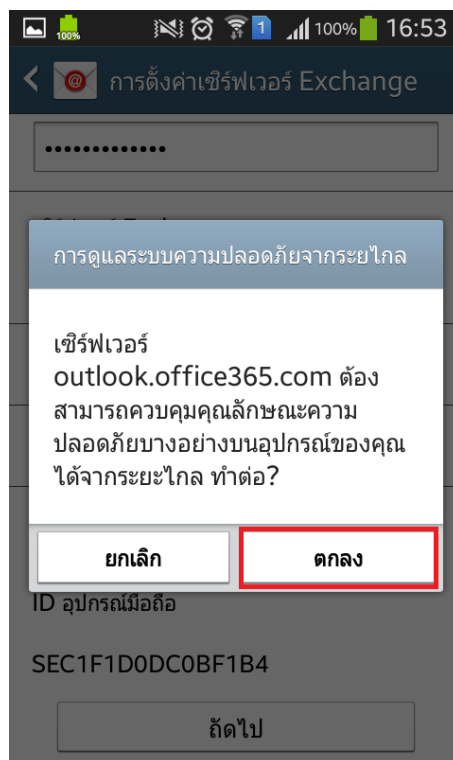 100%
1
100%
16:53
การตั้งค่าเซิร์ฟเวอร์ Exchange
•••••••••••••
การดูแลระบบความปลอดภัยจากระยไกล
เซิร์ฟเวอร์
outlook.office365.com ต้อง
สามารถควบคุมคุณลักษณะความ
ปลอดภัยบางอย่างบนอุปกรณ์ของคุณ
ได้จากระยะไกล ทำต่อ?
ยกเลิก
ตกลง
ID อุปกรณ์มือถือ
SEC1F1D0DC0BF1B4
ถัดไป